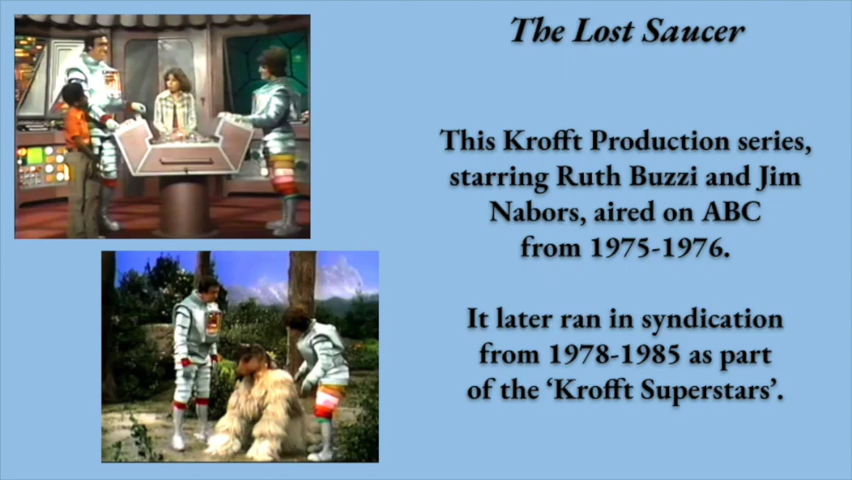 The Lost Saucer
This Krofft Production series,
starring Ruth Buzzi and Jim
Nabors, aired on ABC
from 1975-1976.
It later ran in syndication
from 1978-1985 as part
of the ‘Krofft Superstars’.